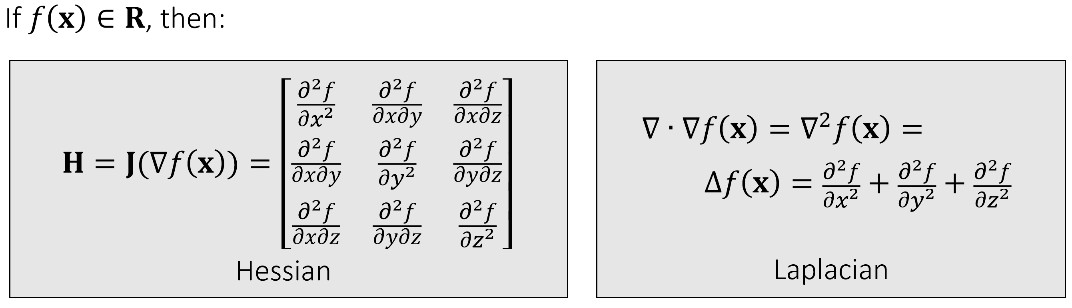 If f(𝐱) ∈ 𝐑, then:
𝐇 = 𝐉(∇f(𝐱)) = [∂²f/∂x² ∂²f/∂x∂y ∂²f/∂x∂z
∂²f/∂x∂y ∂²f/∂y² ∂²f/∂y∂z
∂²f/∂x∂z ∂²f/∂y∂z ∂²f/∂z²]
Hessian
∇ · ∇f(𝐱) = ∇²f(𝐱) =
Δf(𝐱) = ∂²f/∂x² + ∂²f/∂y² + ∂²f/∂z²
Laplacian